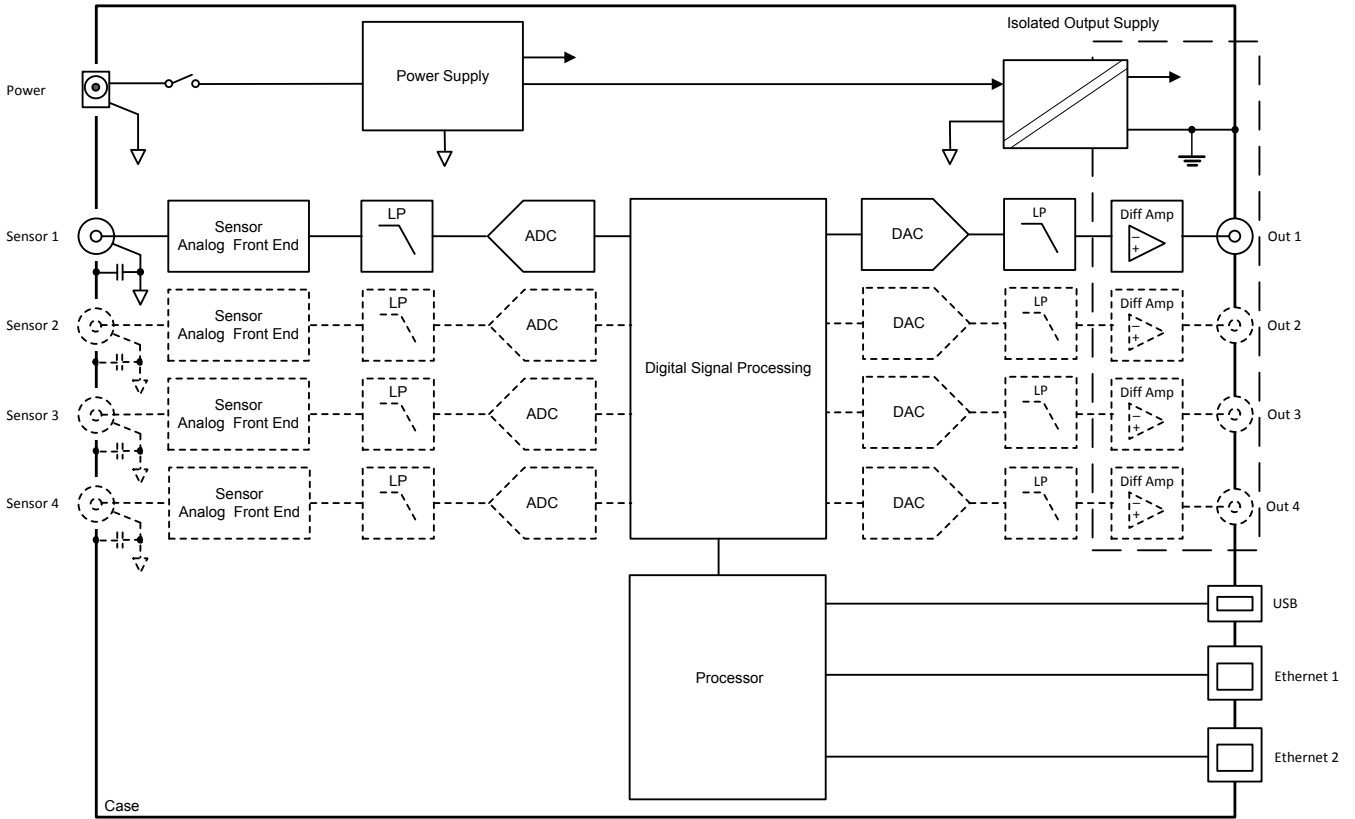 Isolated Output Supply
Power
Power Supply
Sensor 1
Sensor
Analog Front End
LP
ADC
DAC
LP
Diff Amp
Out 1
Sensor 2
Sensor
Analog Front End
LP
ADC
DAC
LP
Diff Amp
Out 2
Digital Signal Processing
Sensor 3
Sensor
Analog Front End
LP
ADC
DAC
LP
Diff Amp
Out 3
Sensor 4
Sensor
Analog Front End
LP
ADC
DAC
LP
Diff Amp
Out 4
USB
Processor
Ethernet 1
Ethernet 2
Case